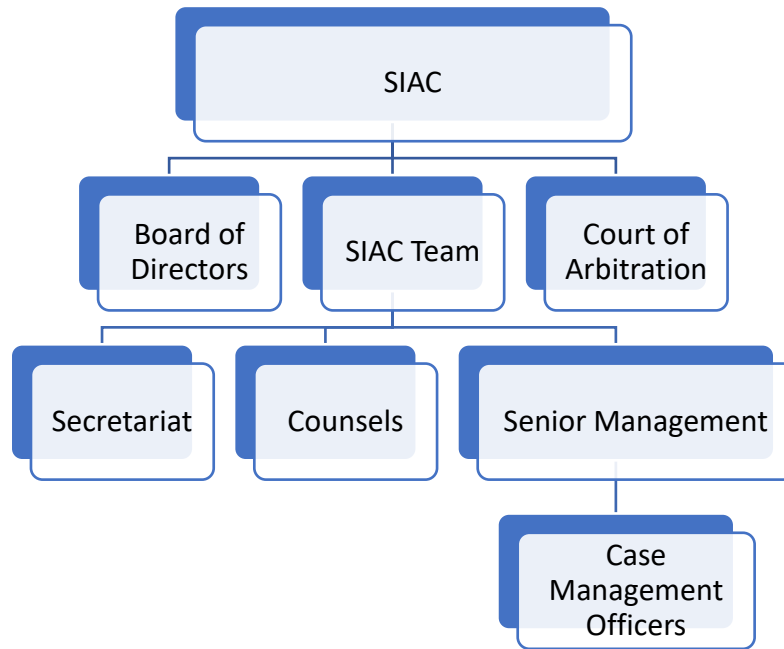 SIAC
Board of
Directors
SIAC Team
Court of
Arbitration
Secretariat
Counsels
Senior Management
Case
Management
Officers